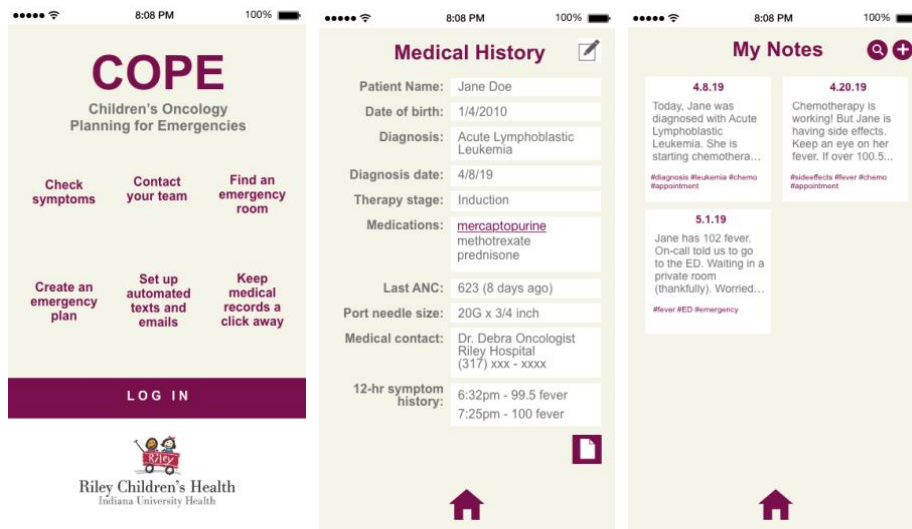 8:08 PM 100%
COPE
Children's Oncology
Planning for Emergencies
Check
symptoms
Contact
your team
Find an
emergency
room
Create an
emergency
plan
Set up
automated
texts and
emails
Keep
medical
records a
click away
LOG IN
Riley
Riley Children's Health
Indiana University Health
8:08 PM 100%
Medical History
Patient Name: Jane Doe
Date of birth: 1/4/2010
Diagnosis: Acute Lymphoblastic
Leukemia
Diagnosis date: 4/8/19
Therapy stage: Induction
Medications: mercaptopurine
methotrexate
prednisone
Last ANC: 623 (8 days ago)
Port needle size: 20G x 3/4 inch
Medical contact: Dr. Debra Oncologist
Riley Hospital
(317) xxx - xxxx
12-hr symptom
history:
6:32pm - 99.5 fever
7:25pm - 100 fever
8:08 PM 100%
My Notes
4.8.19
Today, Jane was
diagnosed with Acute
Lymphoblastic
Leukemia. She is
starting chemothera...
#diagnosis #leukemia #chemo
#appointment
4.20.19
Chemotherapy is
working! But Jane is
having side effects.
Keep an eye on her
fever. If over 100.5...
#sideeffects #fever #chemo
#appointment
5.1.19
Jane has 102 fever.
On-call told us to go
to the ED. Waiting in a
private room
(thankfully). Worried...
#fever #ED #emergency